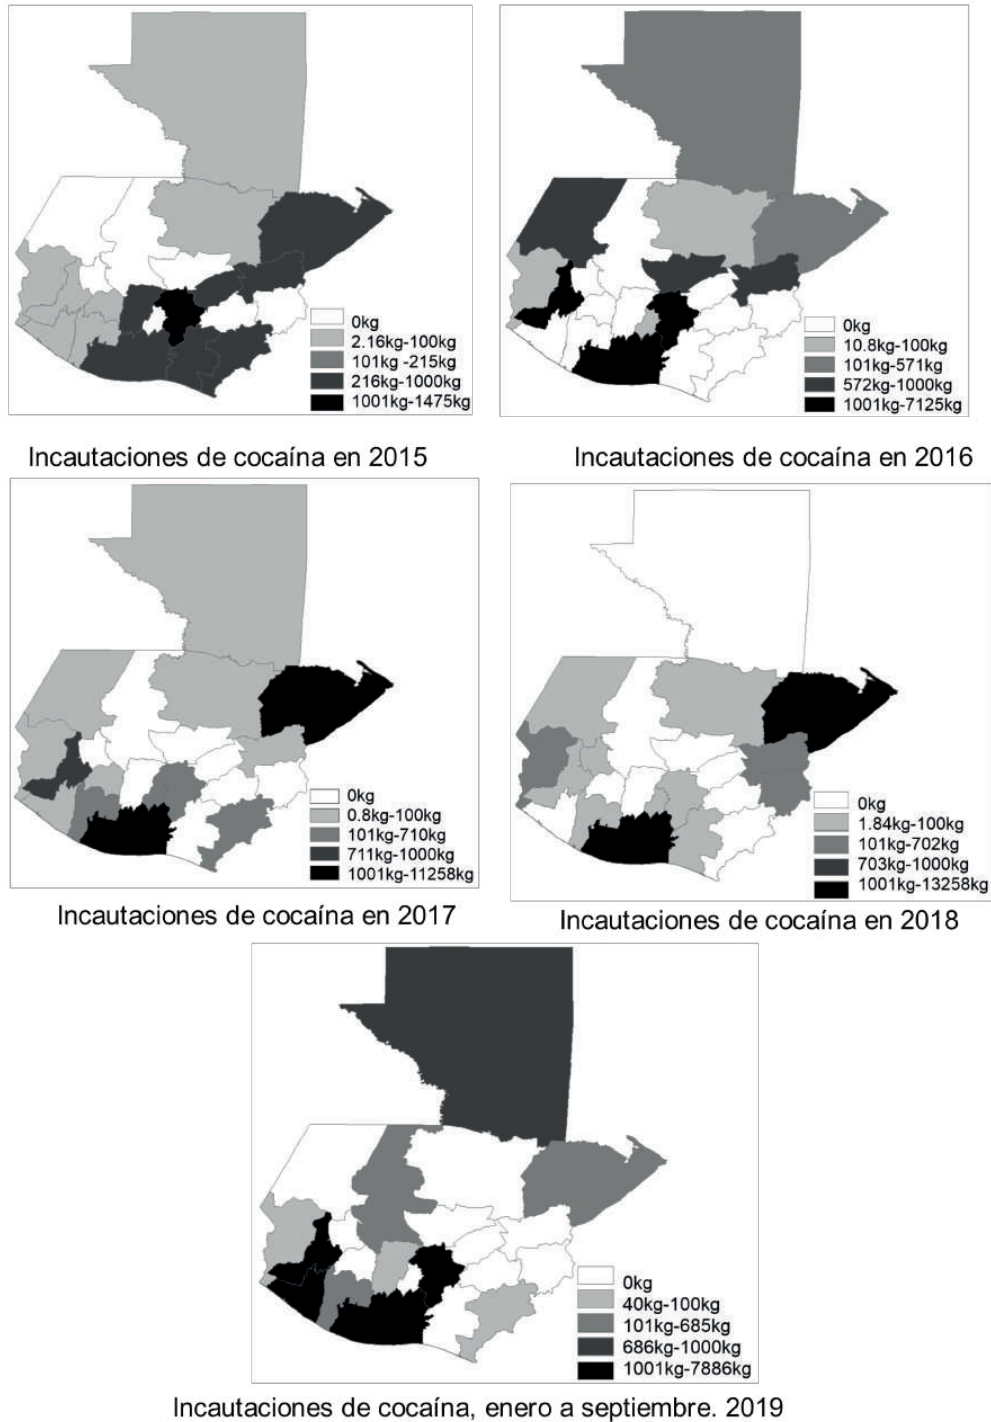 0kg
2.16kg-100kg
101kg -215kg
216kg-1000kg
1001kg-1475kg
Incautaciones de cocaína en 2015
0kg
10.8kg-100kg
101kg-571kg
572kg-1000kg
1001kg-7125kg
Incautaciones de cocaína en 2016
0kg
0.8kg-100kg
101kg-710kg
711kg-1000kg
1001kg-11258kg
Incautaciones de cocaína en 2017
0kg
1.84kg-100kg
101kg-702kg
703kg-1000kg
1001kg-13258kg
Incautaciones de cocaína en 2018
0kg
40kg-100kg
101kg-685kg
686kg-1000kg
1001kg-7886kg
Incautaciones de cocaína, enero a septiembre. 2019